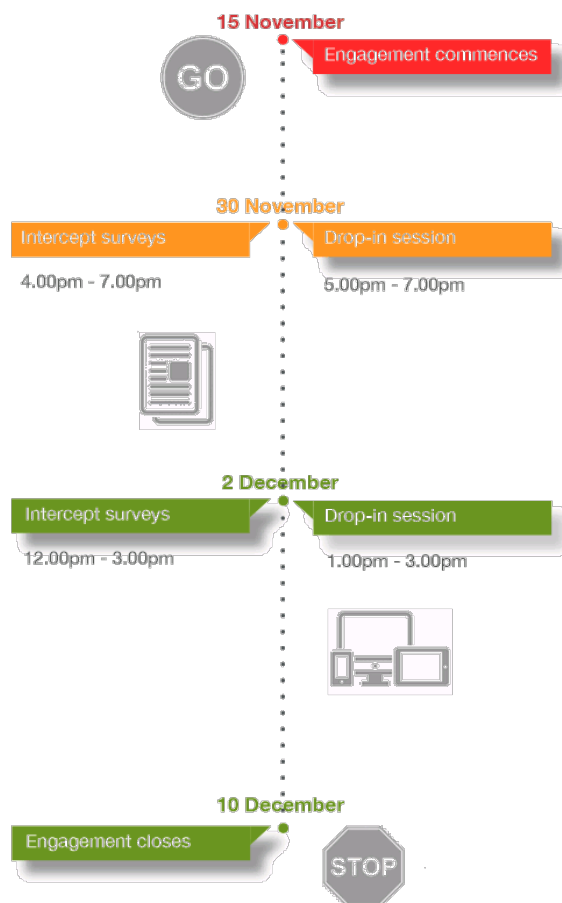 15 November
GO
Engagement commences
30 November
Intercept surveys
Drop-in session
4.00pm - 7.00pm
5.00pm - 7.00pm
2 December
Intercept surveys
Drop-in session
12.00pm - 3.00pm
1.00pm - 3.00pm
10 December
Engagement closes
STOP